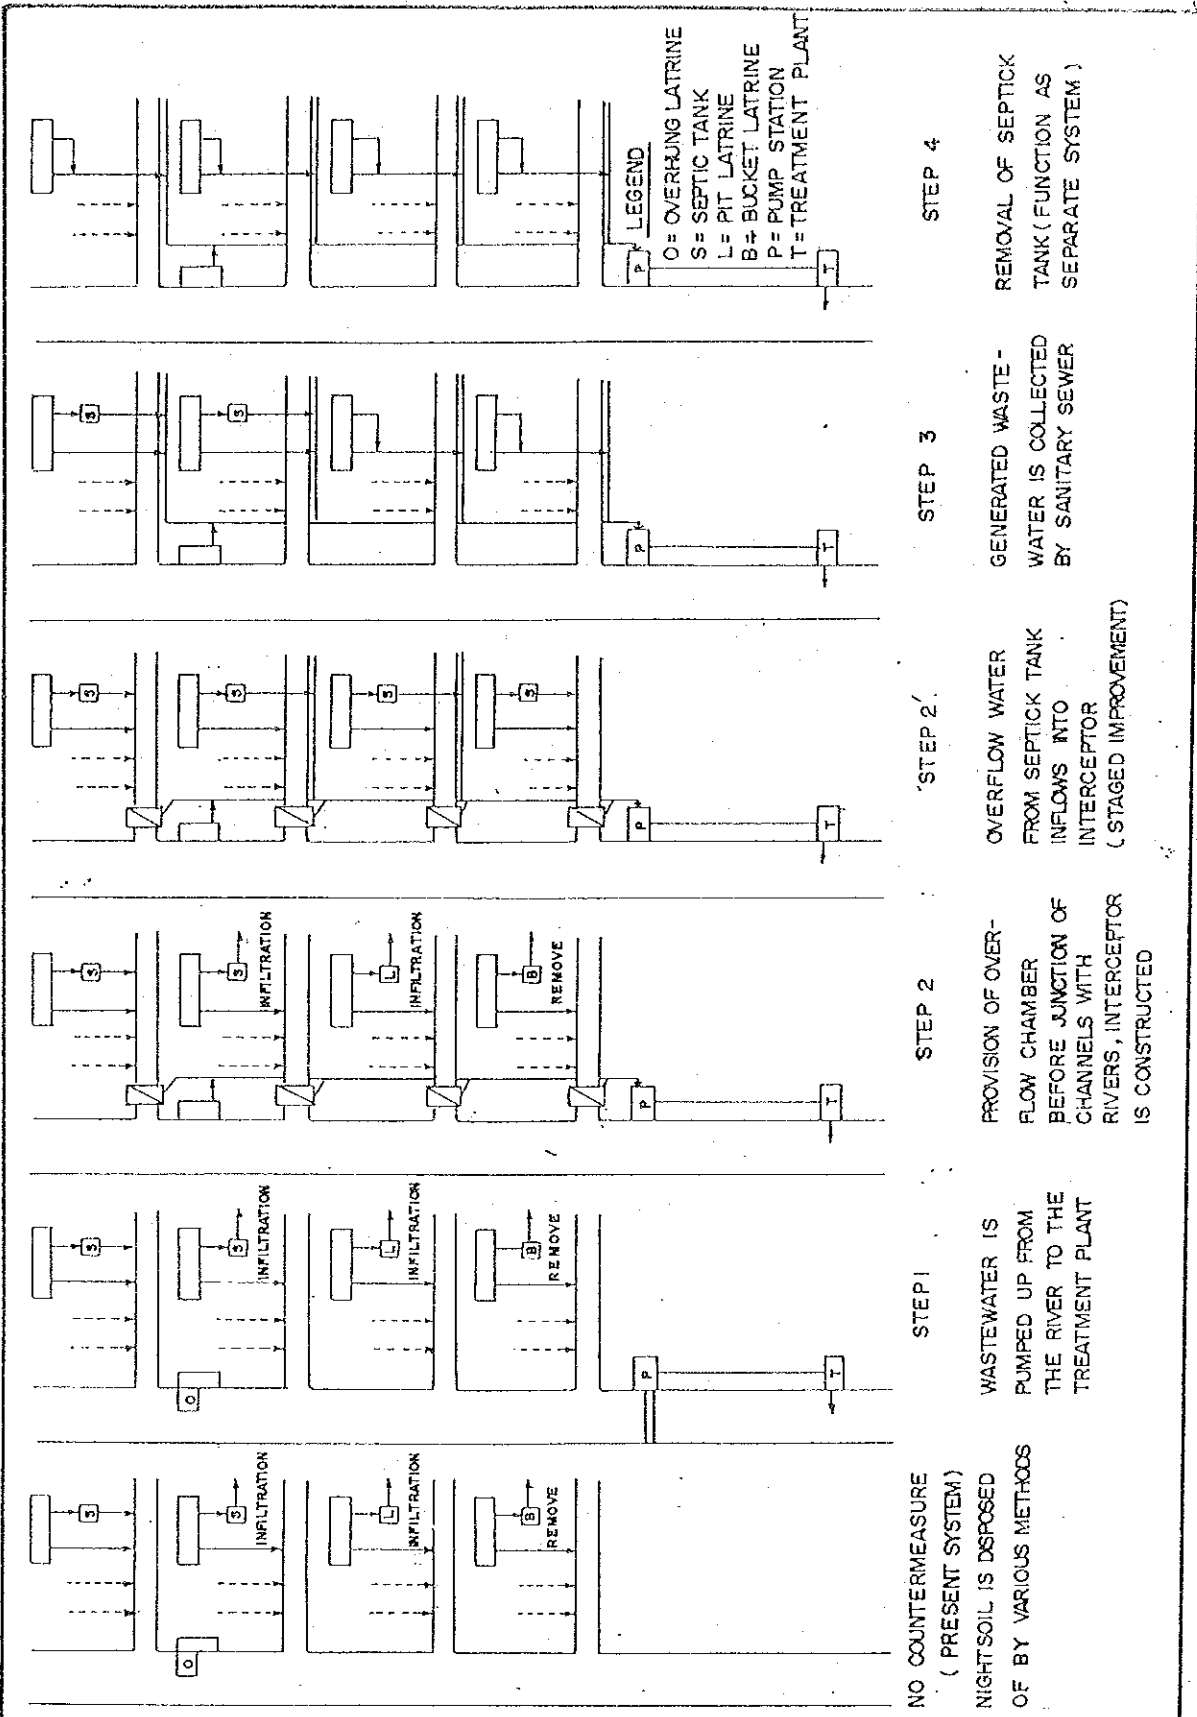 S
S
INFILTRATION
L
INFILTRATION
B
REMOVE
O
NO COUNTERMEASURE
( PRESENT SYSTEM )
NIGHTSOIL IS DISPOSED
OF BY VARIOUS METHODS
S
S
INFILTRATION
L
INFILTRATION
B
REMOVE
O
P
T
STEP 1
WASTEWATER IS
PUMPED UP FROM
THE RIVER TO THE
TREATMENT PLANT
S
S
INFILTRATION
L
INFILTRATION
B
REMOVE
P
T
STEP 2
PROVISION OF OVER-
FLOW CHAMBER
BEFORE JUNCTION OF
CHANNELS WITH
RIVERS, INTERCEPTOR
IS CONSTRUCTED
S
S
S
S
P
T
'STEP 2'
OVERFLOW WATER
FROM SEPTICK TANK
INFLOWS INTO
INTERCEPTOR
( STAGED IMPROVEMENT)
S
S
P
T
STEP 3
GENERATED WASTE-
WATER IS COLLECTED
BY SANITARY SEWER
LEGEND
O = OVERHUNG LATRINE
S = SEPTIC TANK
L = PIT LATRINE
B = BUCKET LATRINE
P = PUMP STATION
T = TREATMENT PLANT
P
T
STEP 4
REMOVAL OF SEPTICK
TANK ( FUNCTION AS
SEPARATE SYSTEM )